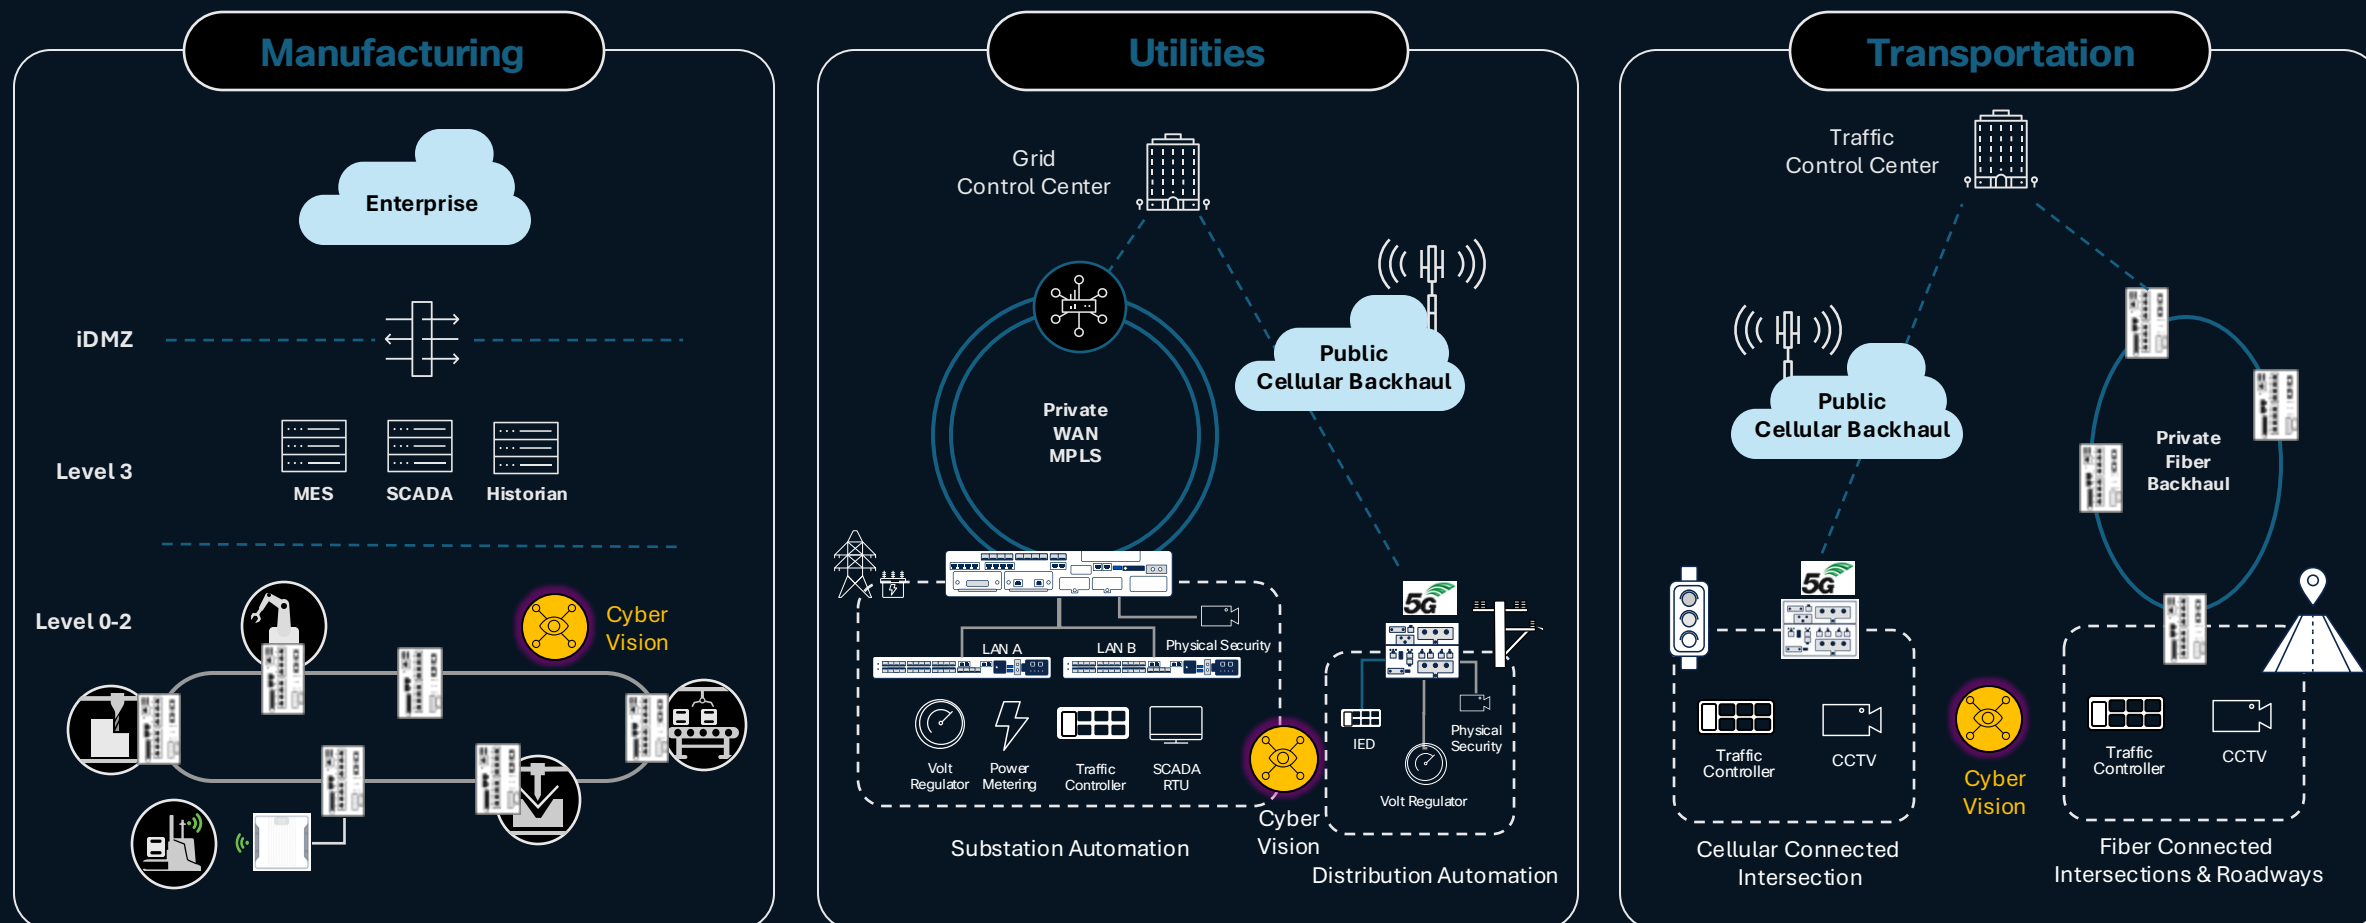 Manufacturing
Enterprise
iDMZ
Level 3
MES
SCADA
Historian
Level 0-2
Cyber
Vision
Utilities
Grid
Control Center
Public
Cellular Backhaul
Private
WAN
MPLS
LAN A
LAN B
Physical Security
Volt
Regulator
Power
Metering
Traffic
Controller
SCADA
RTU
Substation Automation
Cyber
Vision
5G
IED
Physical
Security
Volt Regulator
Distribution Automation
Transportation
Traffic
Control Center
Public
Cellular Backhaul
Private
Fiber
Backhaul
5G
Traffic
Controller
CCTV
Cellular Connected
Intersection
Cyber
Vision
Traffic
Controller
CCTV
Fiber Connected
Intersections & Roadways